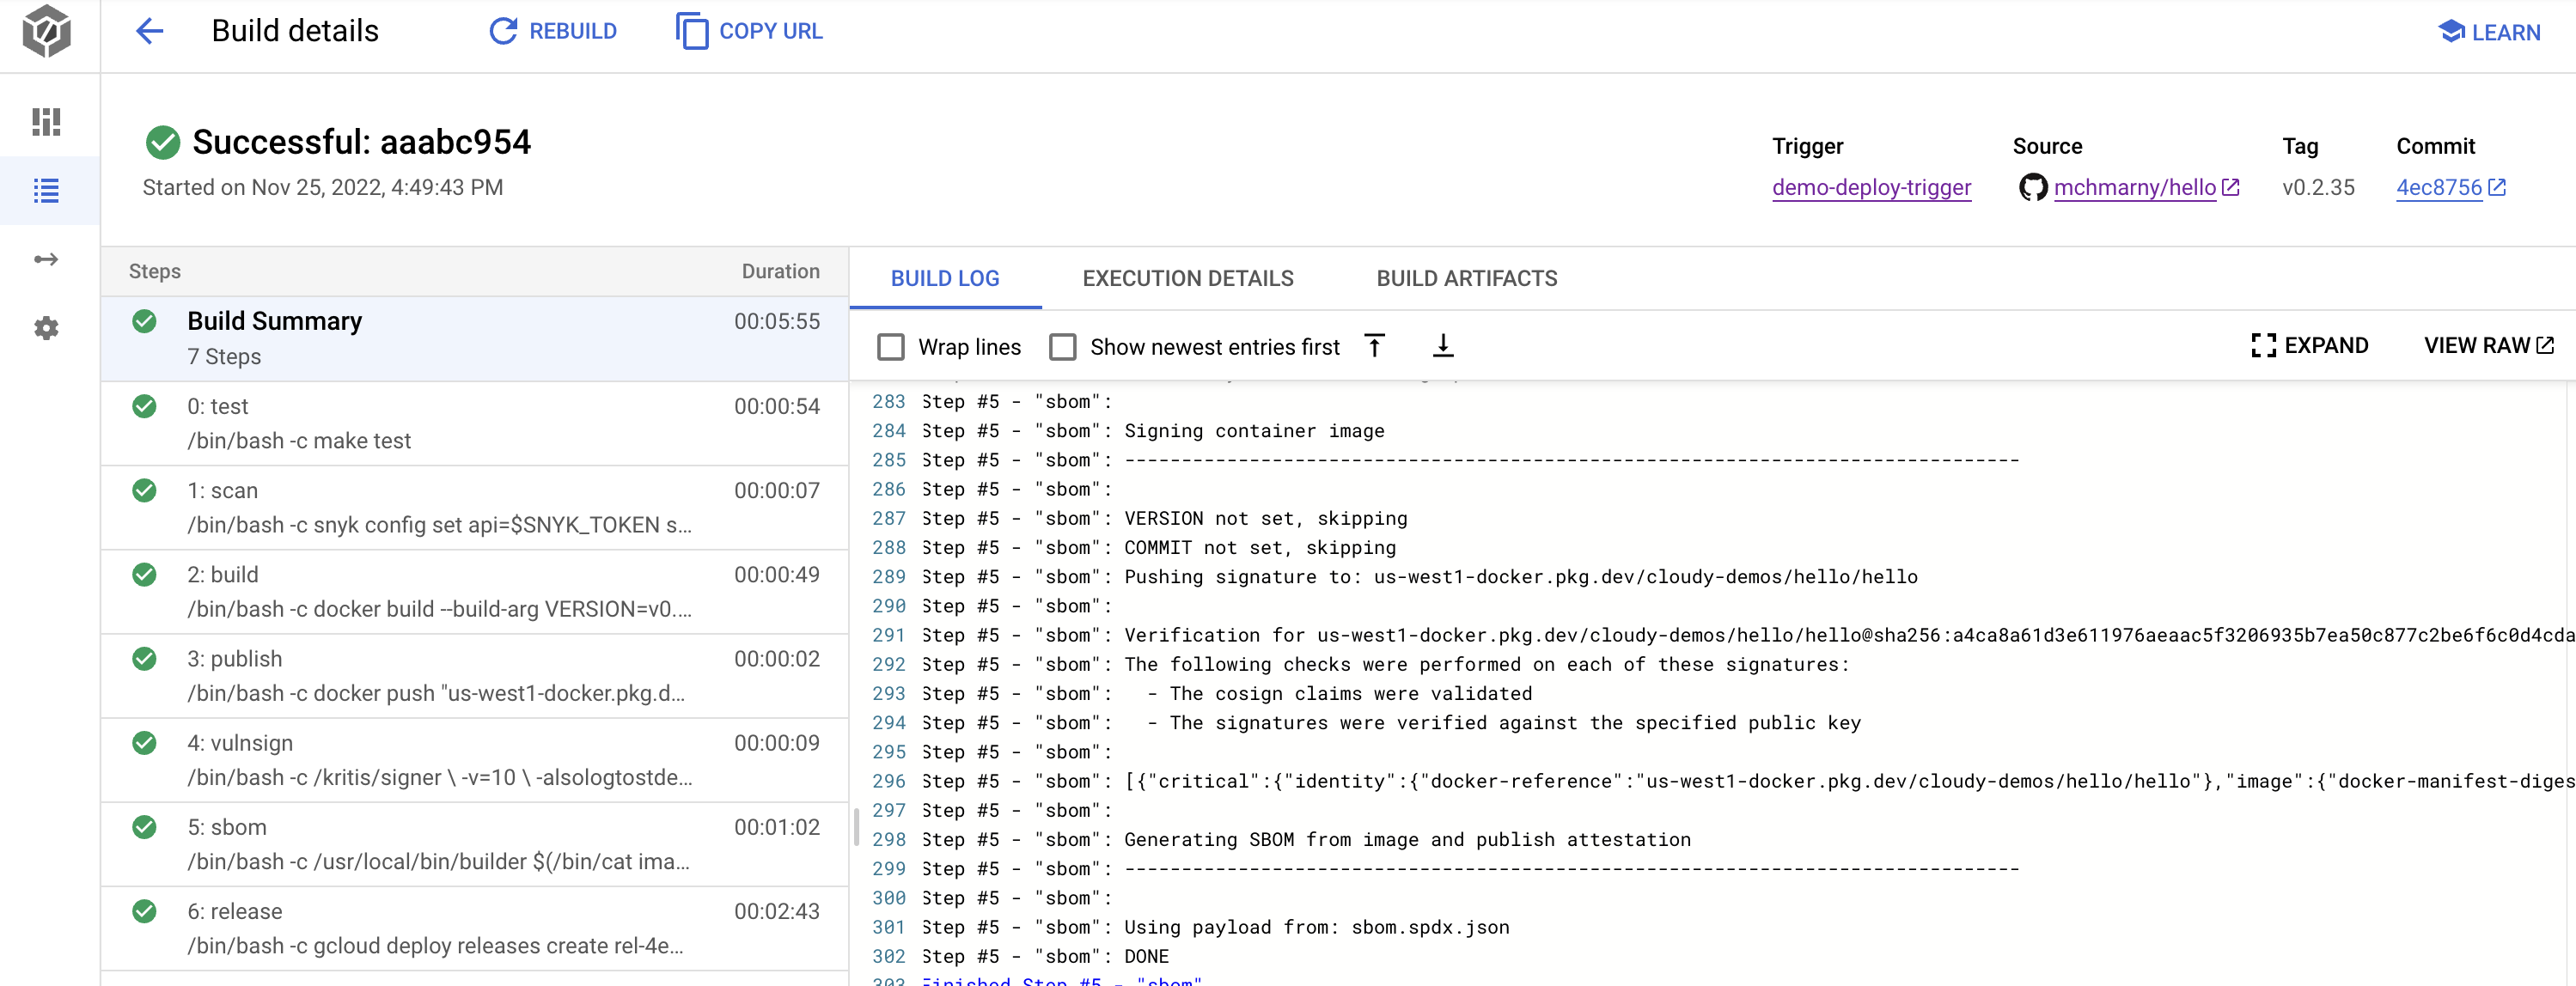 Build details
REBUILD
COPY URL
LEARN
Successful: aaabc954
Started on Nov 25, 2022, 4:49:43 PM
Trigger
demo-deploy-trigger
Source
mchmarny/hello
Tag
v0.2.35
Commit
4ec8756
Steps Duration
Build Summary 00:05:55
7 Steps
0: test 00:00:54
/bin/bash -c make test
1: scan 00:00:07
/bin/bash -c snyk config set api=$SNYK_TOKEN s...
2: build 00:00:49
/bin/bash -c docker build --build-arg VERSION=v0....
3: publish 00:00:02
/bin/bash -c docker push "us-west1-docker.pkg.d...
4: vulnsign 00:00:09
/bin/bash -c /kritis/signer \ -v=10 \ -alsologtostde...
5: sbom 00:01:02
/bin/bash -c /usr/local/bin/builder $(/bin/cat ima...
6: release 00:02:43
/bin/bash -c gcloud deploy releases create rel-4e...
BUILD LOG EXECUTION DETAILS BUILD ARTIFACTS
Wrap lines Show newest entries first EXPAND VIEW RAW
283 Step #5 - "sbom":
284 Step #5 - "sbom": Signing container image
285 Step #5 - "sbom": -------------------------------------------------------------------------------
286 Step #5 - "sbom":
287 Step #5 - "sbom": VERSION not set, skipping
288 Step #5 - "sbom": COMMIT not set, skipping
289 Step #5 - "sbom": Pushing signature to: us-west1-docker.pkg.dev/cloudy-demos/hello/hello
290 Step #5 - "sbom":
291 Step #5 - "sbom": Verification for us-west1-docker.pkg.dev/cloudy-demos/hello/hello@sha256:a4ca8a61d3e611976aeaac5f3206935b7ea50c877c2be6f6c0d4cda
292 Step #5 - "sbom": The following checks were performed on each of these signatures:
293 Step #5 - "sbom":   - The cosign claims were validated
294 Step #5 - "sbom":   - The signatures were verified against the specified public key
295 Step #5 - "sbom":
296 Step #5 - "sbom": [{"critical":{"identity":{"docker-reference":"us-west1-docker.pkg.dev/cloudy-demos/hello/hello"},"image":{"docker-manifest-diges
297 Step #5 - "sbom":
298 Step #5 - "sbom": Generating SBOM from image and publish attestation
299 Step #5 - "sbom": -------------------------------------------------------------------------------
300 Step #5 - "sbom":
301 Step #5 - "sbom": Using payload from: sbom.spdx.json
302 Step #5 - "sbom": DONE
303 Finished Step #5 - "sbom"